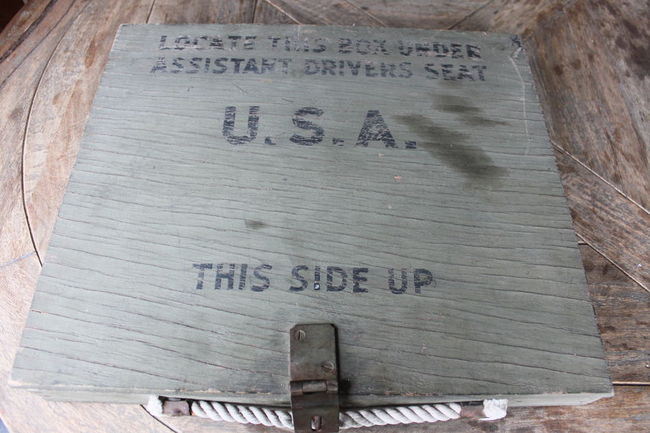 LOCATE THIS BOX UNDER
ASSISTANT DRIVERS SEAT
U.S.A.
THIS SIDE UP